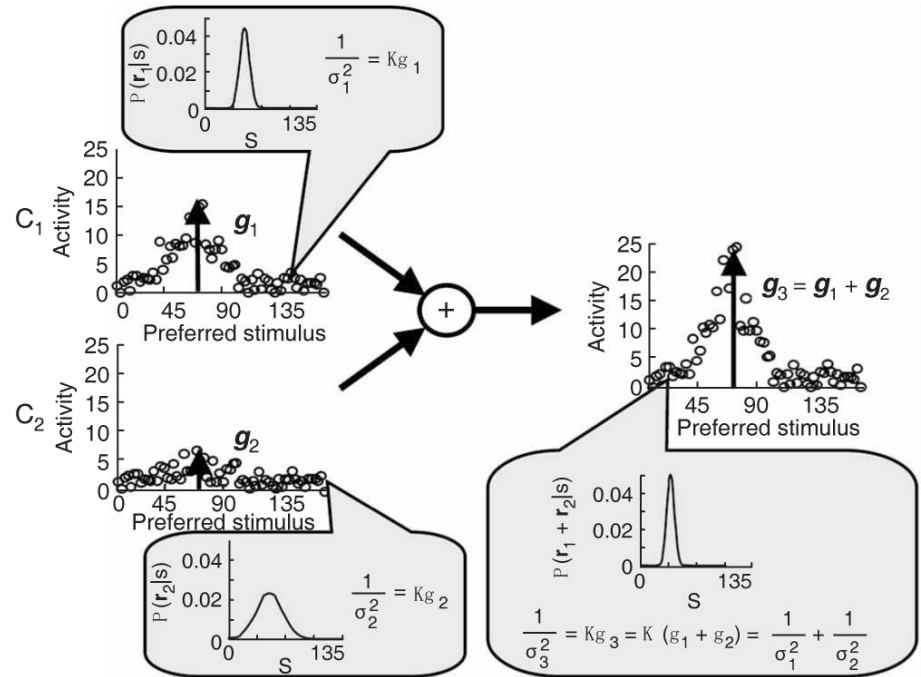 0.04
0.02
0
P(r₁|s)
0
135
S
1/σ₁² = Kg₁
C₁
Activity
25
20
15
10
5
0
g₁
45
90
135
Preferred stimulus
C₂
Activity
25
20
15
10
5
0
g₂
0
45
90
135
Preferred stimulus
P(r₂|s)
0.04
0.02
0
0
135
S
1/σ₂² = Kg₂
+
Activity
25
20
15
10
5
0
g₃ = g₁ + g₂
45
90
135
Preferred stimulus
P(r₁ + r₂|s)
0.04
0.02
0
0
135
S
1/σ₃² = Kg₃ = K (g₁ + g₂) = 1/σ₁² + 1/σ₂²